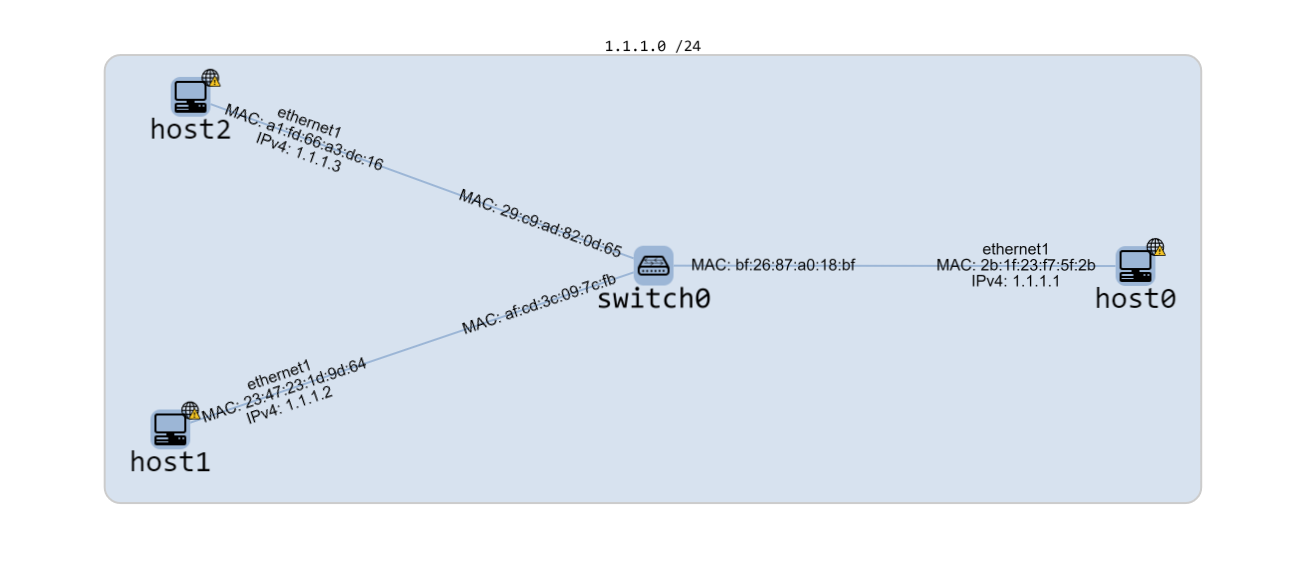 1.1.1.0 /24
ethernet1
MAC: a1:fd:66:a3:dc:16
IPv4: 1.1.1.3
host2
MAC: 29:c9:ad:82:0d:65
MAC: bf:26:87:a0:18:bf
ethernet1
MAC: 2b:1f:23:f7:5f:2b
IPv4: 1.1.1.1
host0
switch0
MAC: af:cd:3c:09:7c:fb
ethernet1
MAC: 23:47:23:1d:9d:64
IPv4: 1.1.1.2
host1